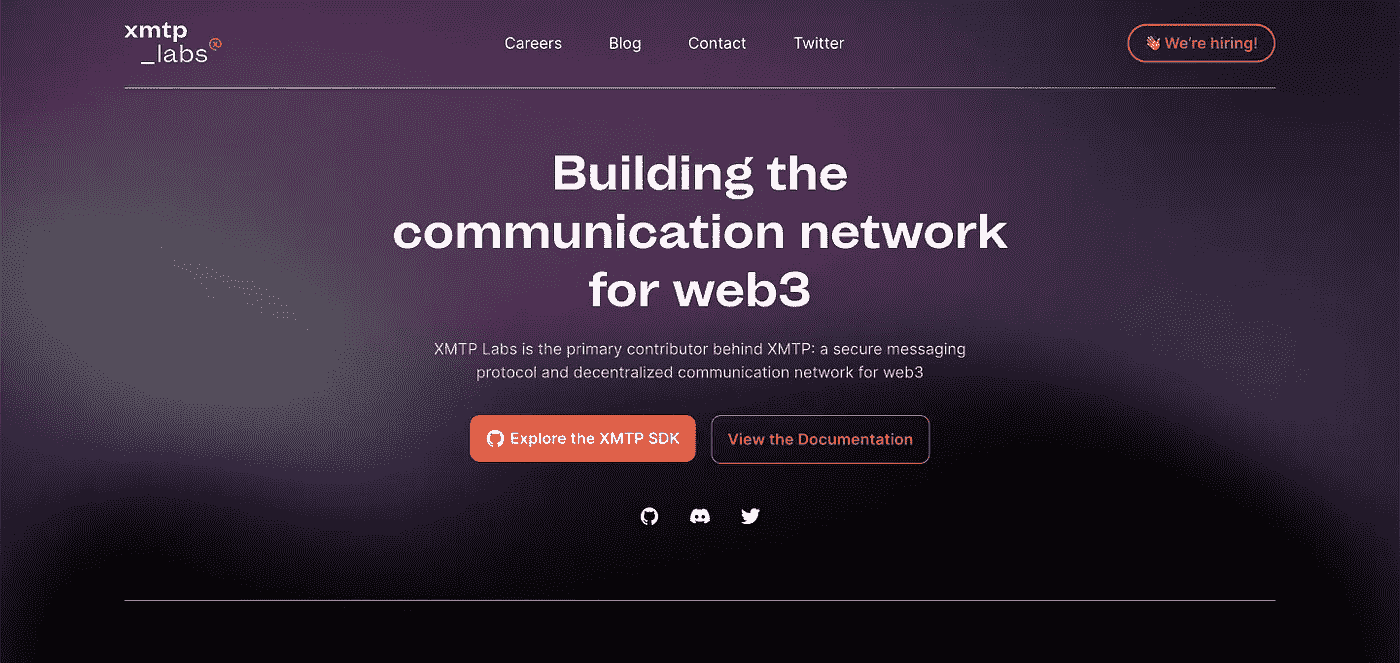 xmtp
_labs
Careers Blog Contact Twitter
👋 We're hiring!
Building the
communication network
for web3
XMTP Labs is the primary contributor behind XMTP: a secure messaging
protocol and decentralized communication network for web3
Explore the XMTP SDK
View the Documentation